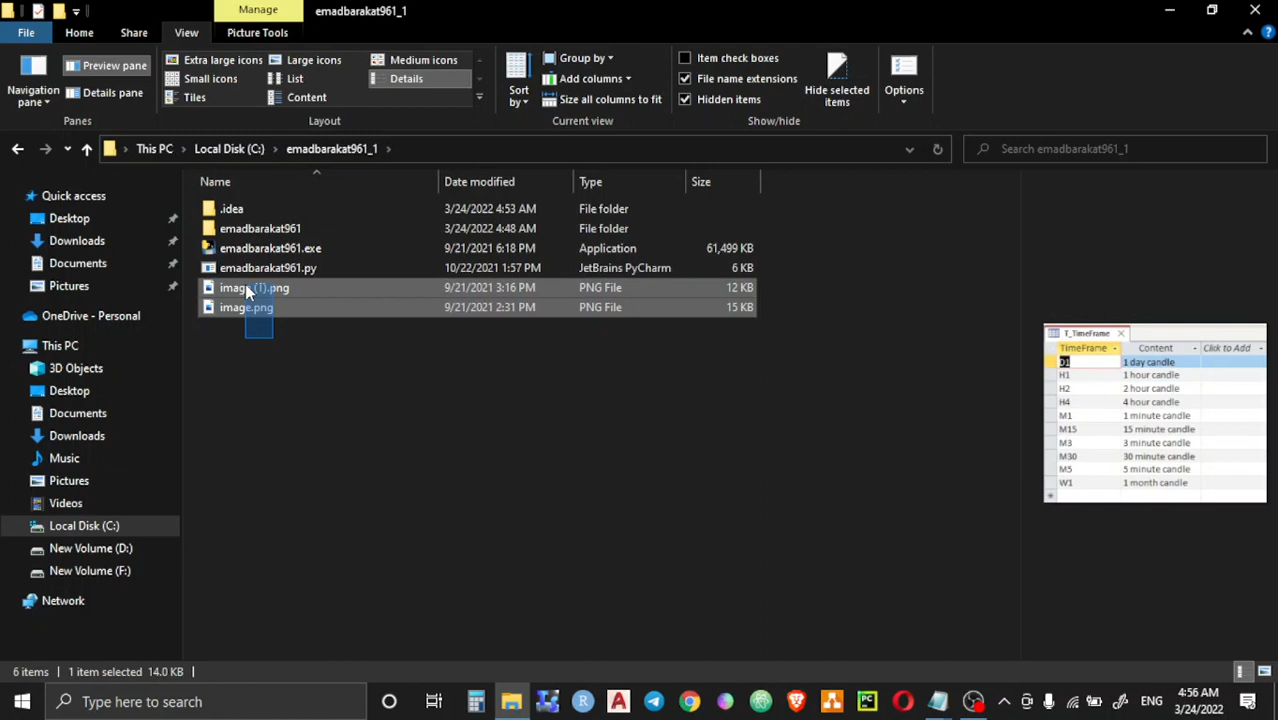 Manage
emadbarakat961_1
File
Home
Share
View
Picture Tools
Navigation pane
Preview pane
Details pane
Panes
Extra large icons
Large icons
Medium icons
Small icons
List
Details
Tiles
Content
Layout
Sort by
Group by
Add columns
Size all columns to fit
Current view
Item check boxes
File name extensions
Hidden items
Hide selected items
Show/hide
Options
This PC
Local Disk (C:)
emadbarakat961_1
Search emadbarakat961_1
Name
Date modified
Type
Size
.idea 3/24/2022 4:53 AM File folder
emadbarakat961 3/24/2022 4:48 AM File folder
emadbarakat961.exe 9/21/2021 6:18 PM Application 61,499 KB
emadbarakat961.py 10/22/2021 1:57 PM JetBrains PyCharm 6 KB
image (1).png 9/21/2021 3:16 PM PNG File 12 KB
image.png 9/21/2021 2:31 PM PNG File 15 KB
Quick access
Desktop
Downloads
Documents
Pictures
OneDrive - Personal
This PC
3D Objects
Desktop
Documents
Downloads
Music
Pictures
Videos
Local Disk (C:)
New Volume (D:)
New Volume (F:)
Network
T_TimeFrame
TimeFrame Content Click to Add
D1 1 day candle
H1 1 hour candle
H2 2 hour candle
H4 4 hour candle
M1 1 minute candle
M15 15 minute candle
M3 3 minute candle
M30 30 minute candle
M5 5 minute candle
W1 1 month candle
6 items
1 item selected 14.0 KB
Type here to search
PC
ENG
4:56 AM
3/24/2022